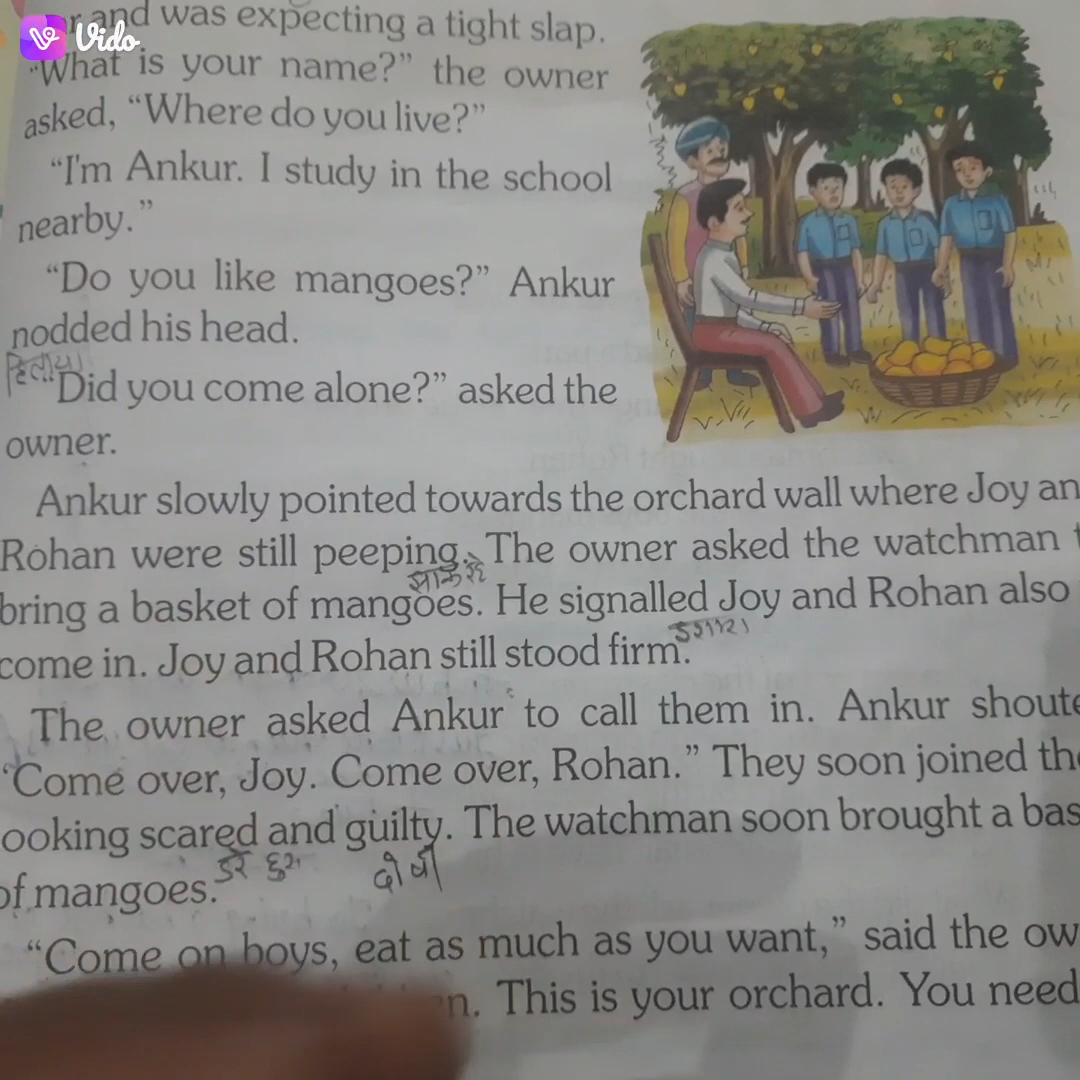 Vido
r and was expecting a tight slap.
"What is your name?" the owner
asked, "Where do you live?"
"I'm Ankur. I study in the school
nearby."
"Do you like mangoes?" Ankur
nodded his head.
हिलाया
"Did you come alone?" asked the
owner.
Ankur slowly pointed towards the orchard wall where Joy an
Rohan were still peeping. The owner asked the watchman t
झाक रहे
bring a basket of mangoes. He signalled Joy and Rohan also
इशारा
come in. Joy and Rohan still stood firm.
The owner asked Ankur to call them in. Ankur shoute
"Come over, Joy. Come over, Rohan." They soon joined the
ooking scared and guilty. The watchman soon brought a bas
डरे हुए दोषी
of mangoes.
"Come on boys, eat as much as you want," said the ow
n. This is your orchard. You need